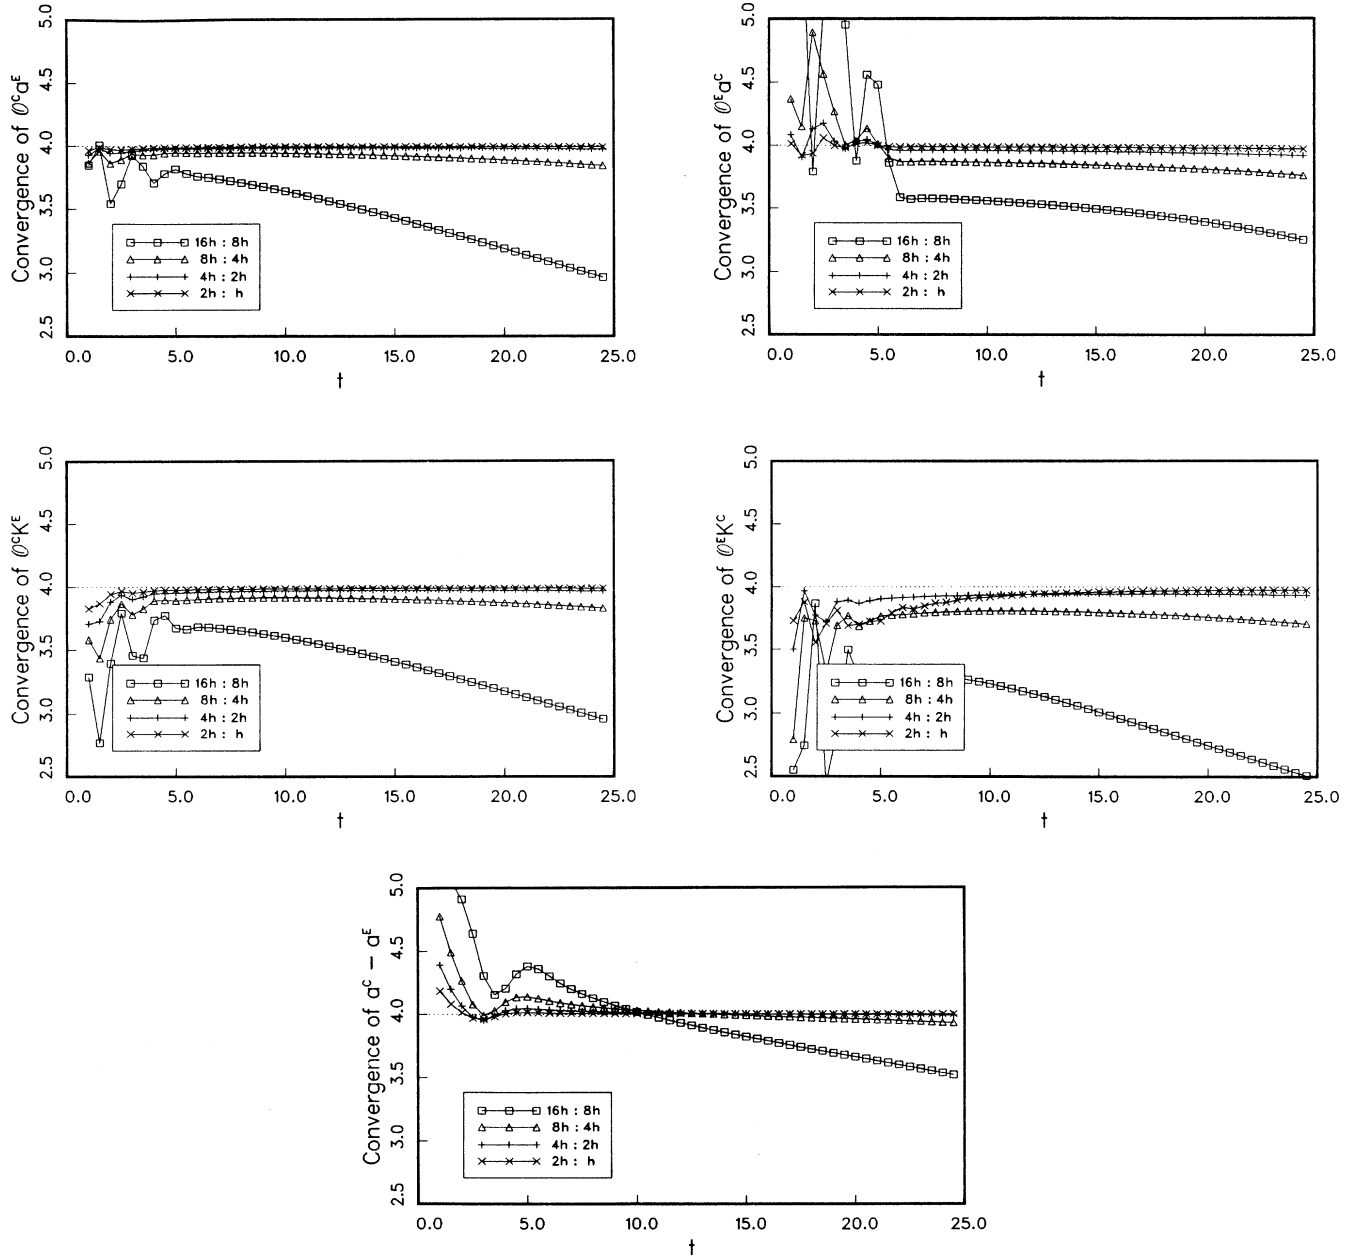 Convergence of 𝒪ᶜaᴱ
5.0
4.5
4.0
3.5
3.0
2.5
16h : 8h
8h : 4h
4h : 2h
2h : h
0.0 5.0 10.0 15.0 20.0 25.0
t
Convergence of 𝒪ᴱaᶜ
5.0
4.5
4.0
3.5
3.0
2.5
16h : 8h
8h : 4h
4h : 2h
2h : h
0.0 5.0 10.0 15.0 20.0 25.0
t
Convergence of 𝒪ᶜKᴱ
5.0
4.5
4.0
3.5
3.0
2.5
16h : 8h
8h : 4h
4h : 2h
2h : h
0.0 5.0 10.0 15.0 20.0 25.0
t
Convergence of 𝒪ᴱKᶜ
5.0
4.5
4.0
3.5
3.0
2.5
16h : 8h
8h : 4h
4h : 2h
2h : h
0.0 5.0 10.0 15.0 20.0 25.0
t
Convergence of aᶜ – aᴱ
5.0
4.5
4.0
3.5
3.0
2.5
16h : 8h
8h : 4h
4h : 2h
2h : h
0.0 5.0 10.0 15.0 20.0 25.0
t